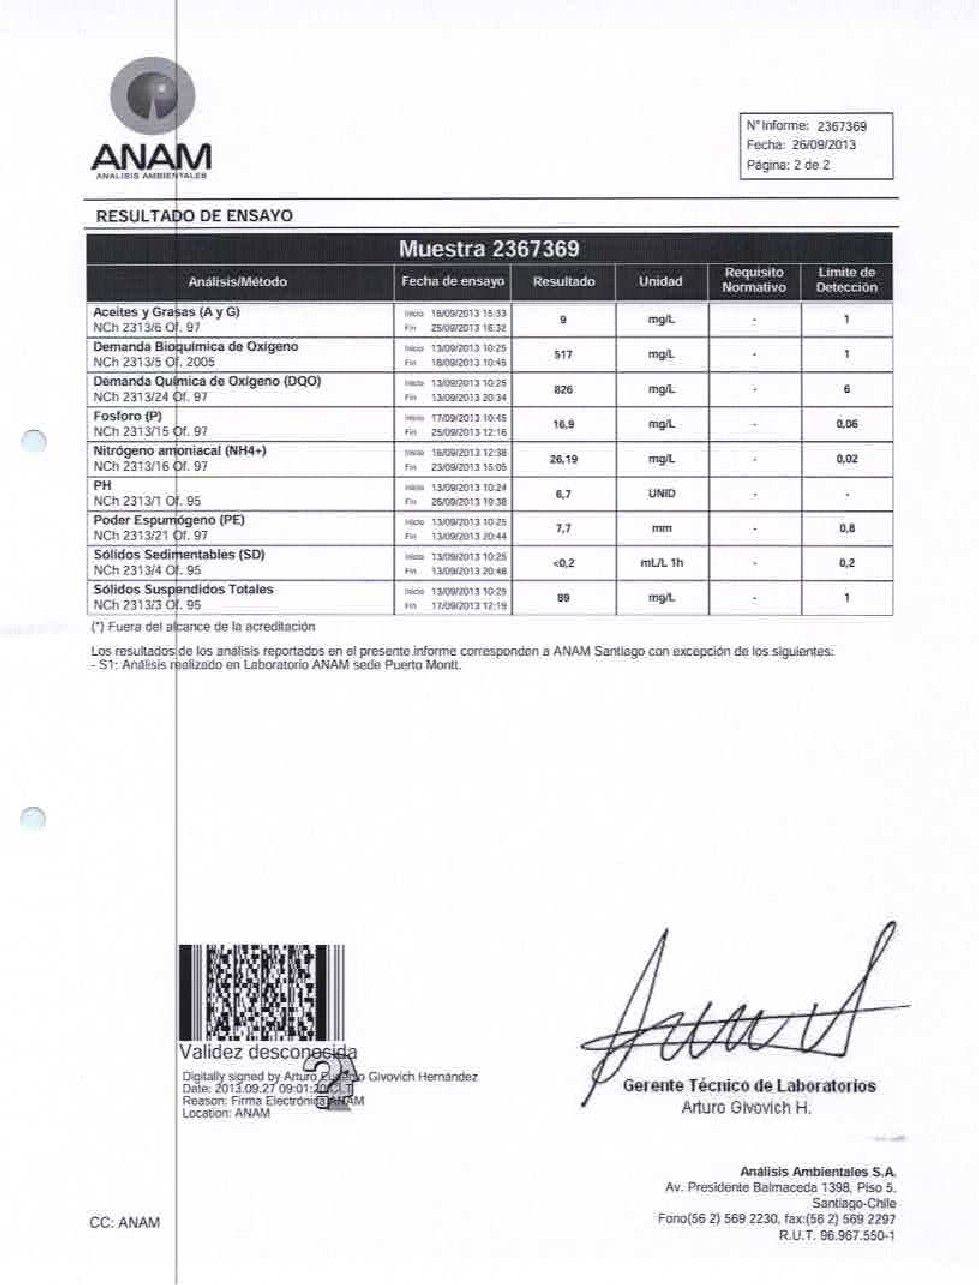 ANAM
ANALISIS AMBIENTALES
N°Informe: 2367369
Fecha: 26/09/2013
Página: 2 de 2
RESULTADO DE ENSAYO
Muestra 2367369
Análisis/Método Fecha de ensayo Resultado Unidad Requisito Normativo Límite de Detección
Aceites y Grasas (A y G) Inicio 16/09/2013 15:33
NCh 2313/6 Of. 97 Fin 25/09/2013 16:32 9 mg/L - 1
Demanda Bioquímica de Oxígeno Inicio 13/09/2013 10:25
NCh 2313/5 Of. 2005 Fin 18/09/2013 10:45 517 mg/L - 1
Demanda Química de Oxígeno (DQO) Inicio 13/09/2013 10:25
NCh 2313/24 Of. 97 Fin 13/09/2013 20:34 826 mg/L - 6
Fosforo (P) Inicio 17/09/2013 10:45
NCh 2313/15 Of. 97 Fin 25/09/2013 12:16 16,9 mg/L - 0,06
Nitrógeno amoniacal (NH4+) Inicio 16/09/2013 12:38
NCh 2313/16 Of. 97 Fin 23/09/2013 15:05 26,19 mg/L - 0,02
PH Inicio 13/09/2013 10:24
NCh 2313/1 Of. 95 Fin 26/09/2013 19:38 6,7 UNID - -
Poder Espumógeno (PE) Inicio 13/09/2013 10:25
NCh 2313/21 Of. 97 Fin 13/09/2013 20:44 7,7 mm - 0,8
Sólidos Sedimentables (SD) Inicio 13/09/2013 10:25
NCh 2313/4 Of. 95 Fin 13/09/2013 20:48 <0,2 mL/L 1h - 0,2
Sólidos Suspendidos Totales Inicio 13/09/2013 10:25
NCh 2313/3 Of. 95 Fin 17/09/2013 12:19 mg/L - 1
(*) Fuera del alcance de la acreditación
Los resultados de los análisis reportados en el presente informe corresponden a ANAM Santiago con excepción de los siguientes:
- S1: Análisis realizado en Laboratorio ANAM sede Puerto Montt.
Validez desconocida
Digitally signed by Arturo Givovich Hernández
Date: 2013.09.27 09:01
Reason: Firma Electrónica ANAM
Location: ANAM
Gerente Técnico de Laboratorios
Arturo Givovich H.
Análisis Ambientales S.A.
Av. Presidente Balmaceda 1398, Piso 5,
Santiago-Chile
Fono(56 2) 569 2230, fax:(56 2) 569 2297
R.U.T. 96.967.550-1
CC: ANAM